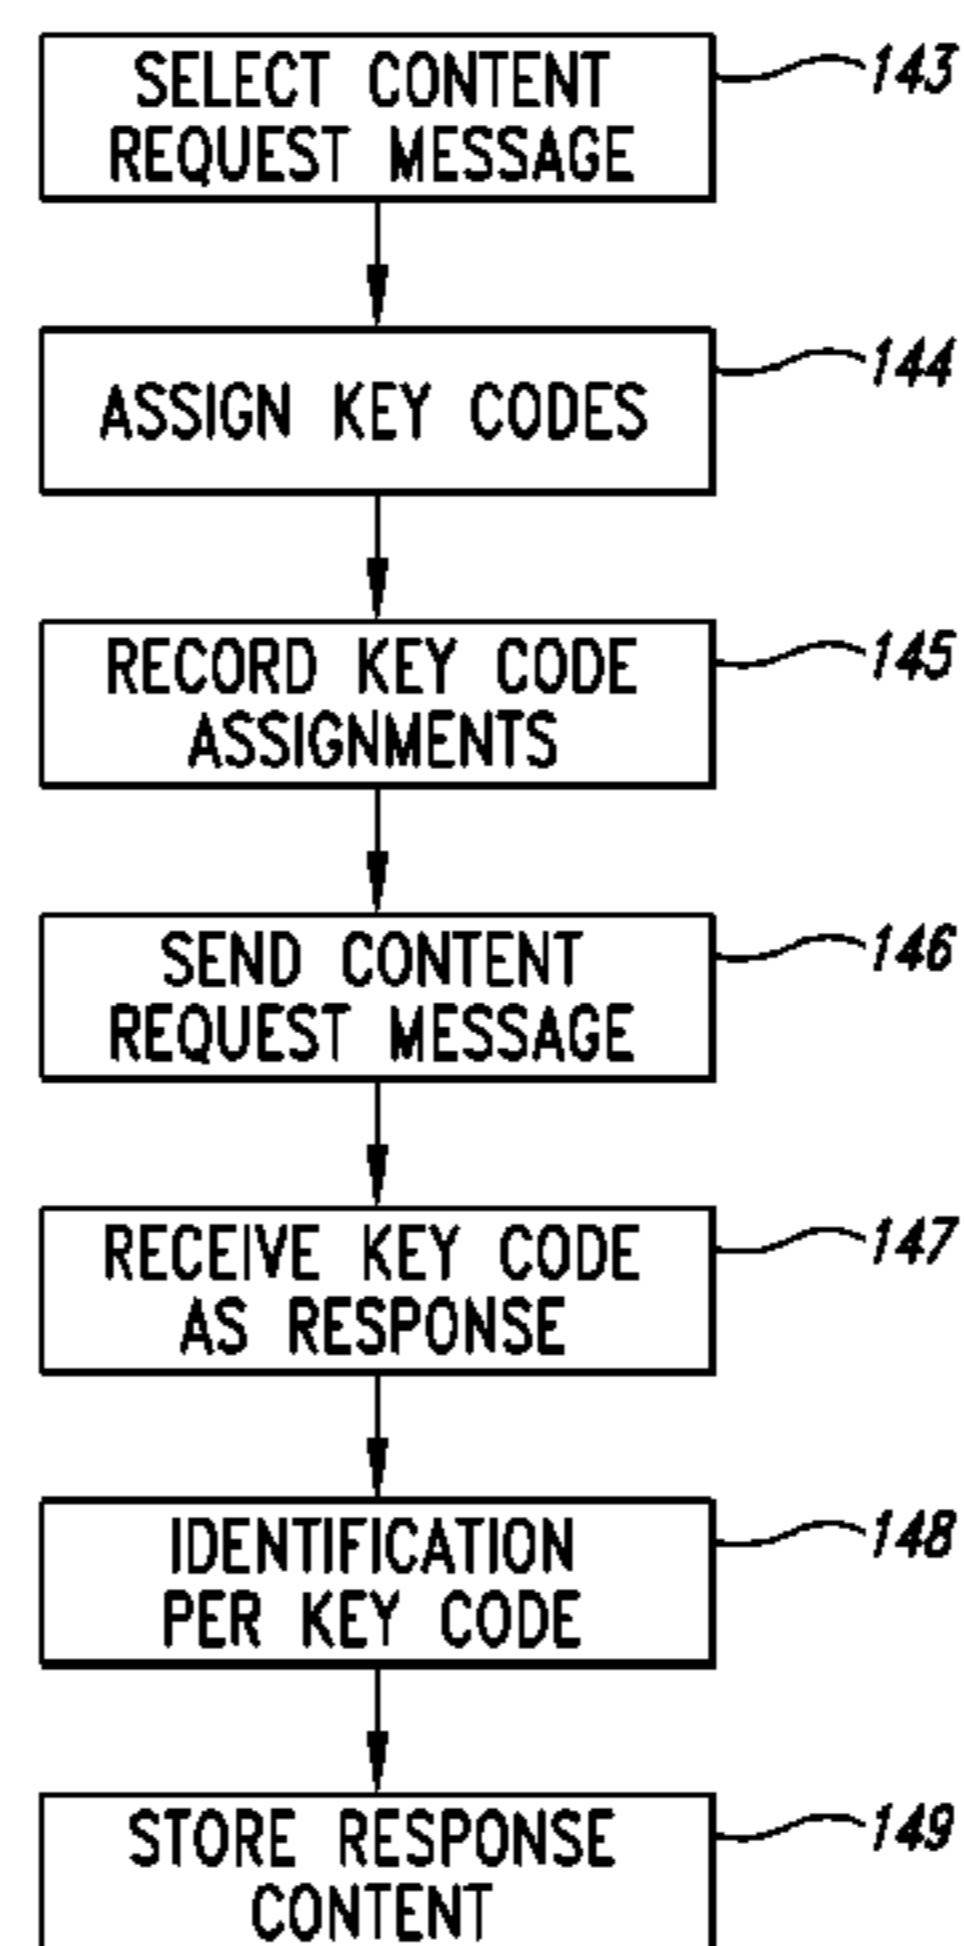 SELECT CONTENT
REQUEST MESSAGE
143
ASSIGN KEY CODES
144
RECORD KEY CODE
ASSIGNMENTS
145
SEND CONTENT
REQUEST MESSAGE
146
RECEIVE KEY CODE
AS RESPONSE
147
IDENTIFICATION
PER KEY CODE
148
STORE RESPONSE
CONTENT
149